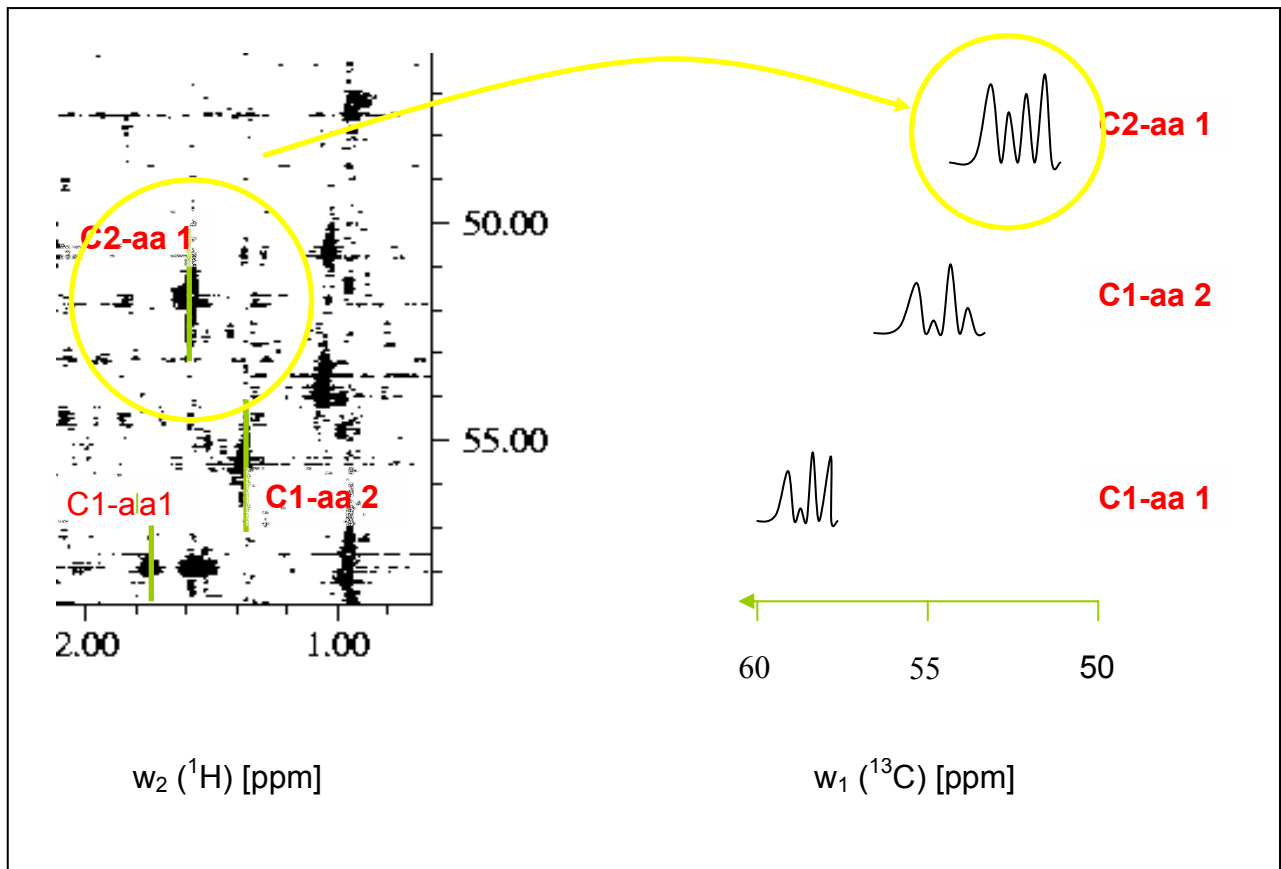 C2-aa 1
50.00
C2-aa 1
C1-aa 2
55.00
C1-aa1
C1-aa 2
C1-aa 1
2.00
1.00
60
55
50
w₂ (¹H) [ppm]
w₁ (¹³C) [ppm]